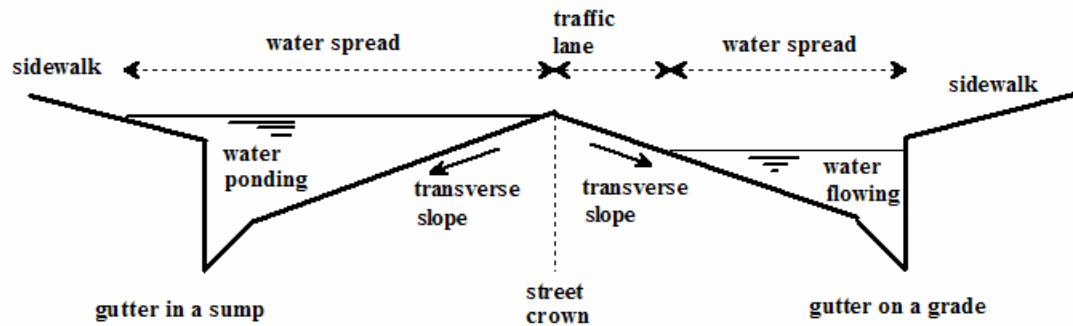 traffic
lane
water spread
water spread
sidewalk
sidewalk
water
ponding
transverse
slope
transverse
slope
water
flowing
gutter in a sump
street
crown
gutter on a grade